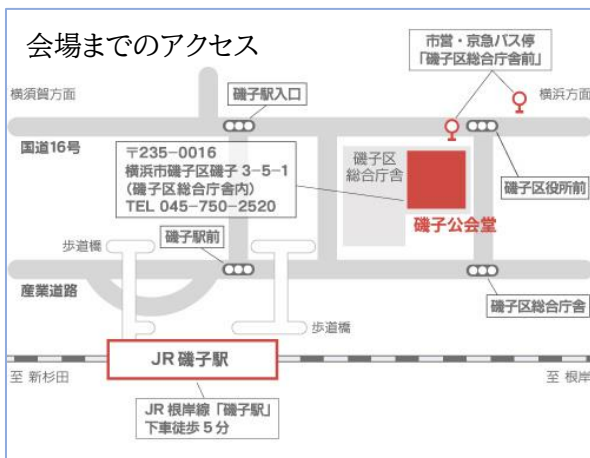 会場までのアクセス
市営・京急バス停
「磯子区総合庁舎前」
横須賀方面
磯子駅入口
横浜方面
国道16号
〒235-0016
横浜市磯子区磯子 3-5-1
(磯子区総合庁舎内)
TEL 045-750-2520
磯子区
総合庁舎
磯子区役所前
磯子公会堂
歩道橋
磯子駅前
産業道路
磯子区総合庁舎
歩道橋
JR 磯子駅
至 新杉田
至 根岸
JR 根岸線「磯子駅」
下車徒歩 5 分